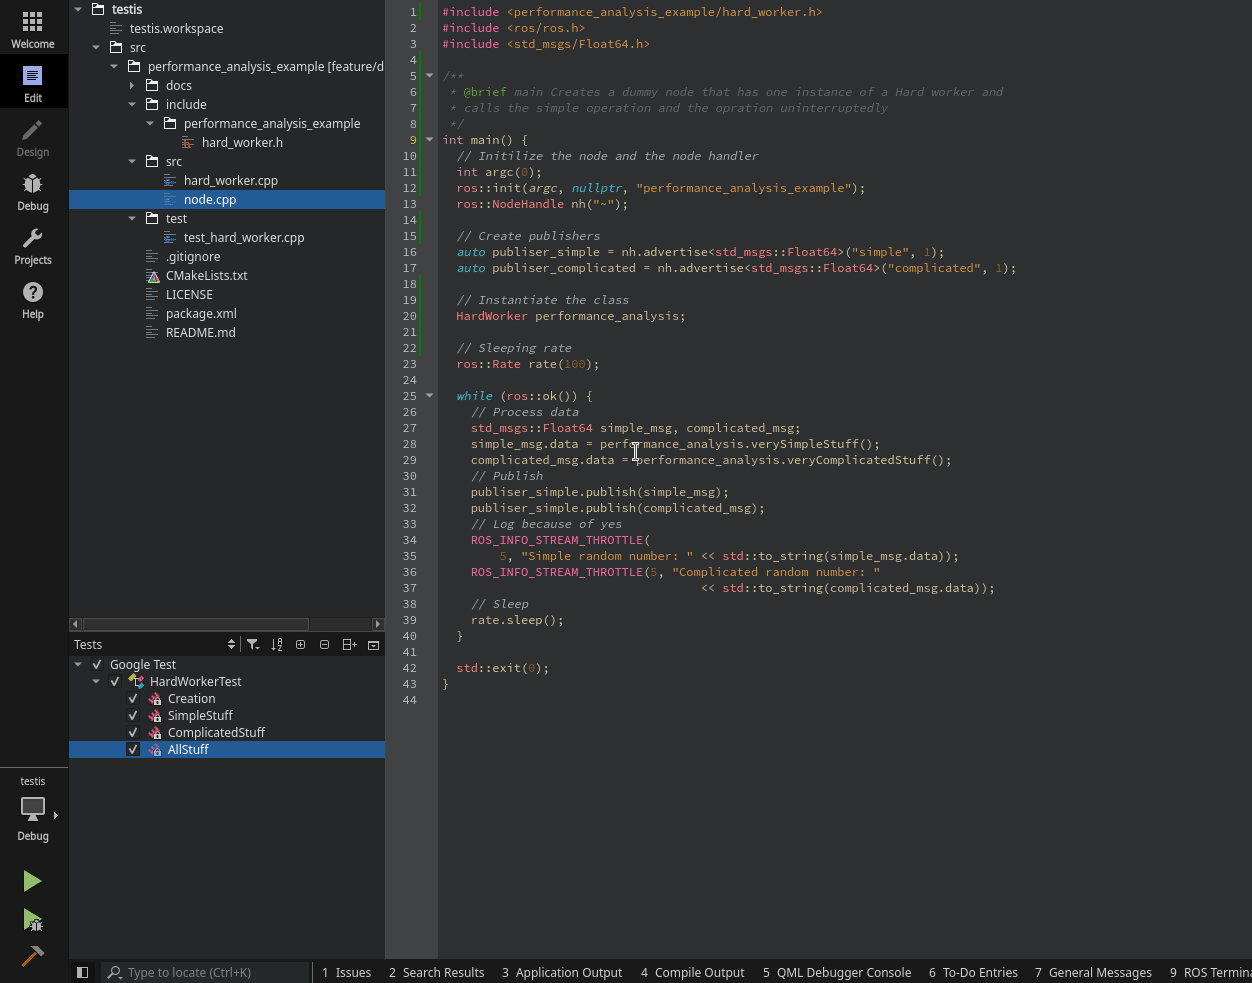 Welcome
Edit
Design
Debug
Projects
Help
testis
Debug
testis
testis.workspace
src
performance_analysis_example [feature/d
docs
include
performance_analysis_example
hard_worker.h
src
hard_worker.cpp
node.cpp
test
test_hard_worker.cpp
.gitignore
CMakeLists.txt
LICENSE
package.xml
README.md
Tests
Google Test
HardWorkerTest
Creation
SimpleStuff
ComplicatedStuff
AllStuff
1 #include <performance_analysis_example/hard_worker.h>
2 #include <ros/ros.h>
3 #include <std_msgs/Float64.h>
4
5 /**
6  * @brief main Creates a dummy node that has one instance of a Hard worker and
7  * calls the simple operation and the opration uninterruptedly
8  */
9 int main() {
10   // Initilize the node and the node handler
11   int argc(0);
12   ros::init(argc, nullptr, "performance_analysis_example");
13   ros::NodeHandle nh("~");
14
15   // Create publishers
16   auto publiser_simple = nh.advertise<std_msgs::Float64>("simple", 1);
17   auto publiser_complicated = nh.advertise<std_msgs::Float64>("complicated", 1);
18
19   // Instantiate the class
20   HardWorker performance_analysis;
21
22   // Sleeping rate
23   ros::Rate rate(100);
24
25   while (ros::ok()) {
26     // Process data
27     std_msgs::Float64 simple_msg, complicated_msg;
28     simple_msg.data = performance_analysis.verySimpleStuff();
29     complicated_msg.data = performance_analysis.veryComplicatedStuff();
30     // Publish
31     publiser_simple.publish(simple_msg);
32     publiser_simple.publish(complicated_msg);
33     // Log because of yes
34     ROS_INFO_STREAM_THROTTLE(
35         5, "Simple random number: " << std::to_string(simple_msg.data));
36     ROS_INFO_STREAM_THROTTLE(5, "Complicated random number: "
37                                     << std::to_string(complicated_msg.data));
38     // Sleep
39     rate.sleep();
40   }
41
42   std::exit(0);
43 }
44
Type to locate (Ctrl+K)
1 Issues 2 Search Results 3 Application Output 4 Compile Output 5 QML Debugger Console 6 To-Do Entries 7 General Messages 9 ROS Termina